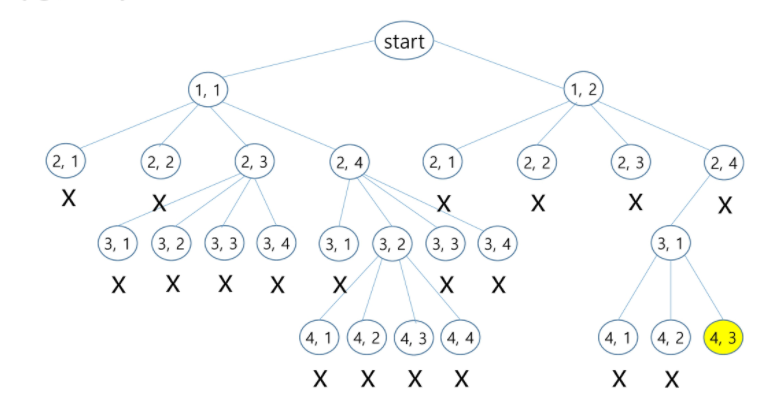 start
1, 1 1, 2
2, 1 2, 2 2, 3 2, 4 2, 1 2, 2 2, 3 2, 4
X X X X X X
3, 1 3, 2 3, 3 3, 4 3, 1 3, 2 3, 3 3, 4 3, 1
X X X X X X X
4, 1 4, 2 4, 3 4, 4 4, 1 4, 2 4, 3
X X X X X X